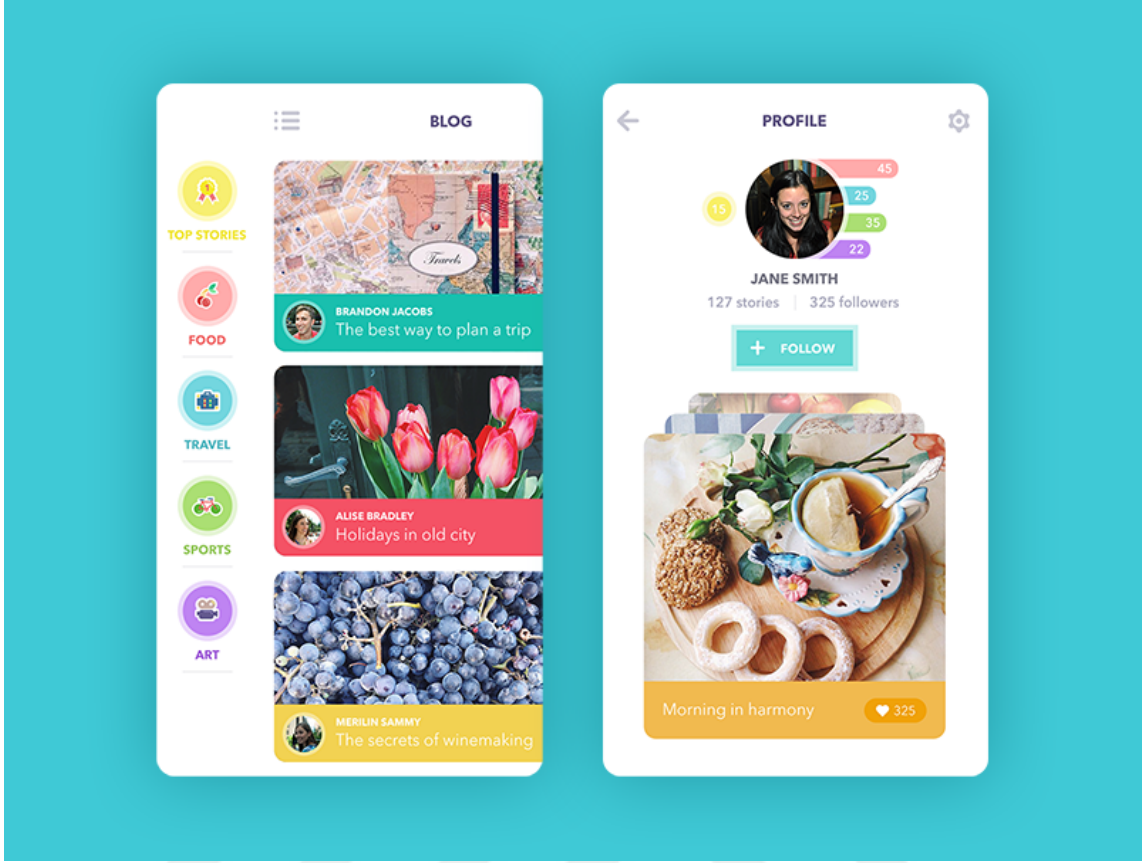 BLOG
1
TOP STORIES
FOOD
TRAVEL
SPORTS
ART
Travels
BRANDON JACOBS
The best way to plan a trip
ALISE BRADLEY
Holidays in old city
MERILIN SAMMY
The secrets of winemaking
PROFILE
15
45
25
35
22
JANE SMITH
127 stories
325 followers
+ FOLLOW
Morning in harmony
325